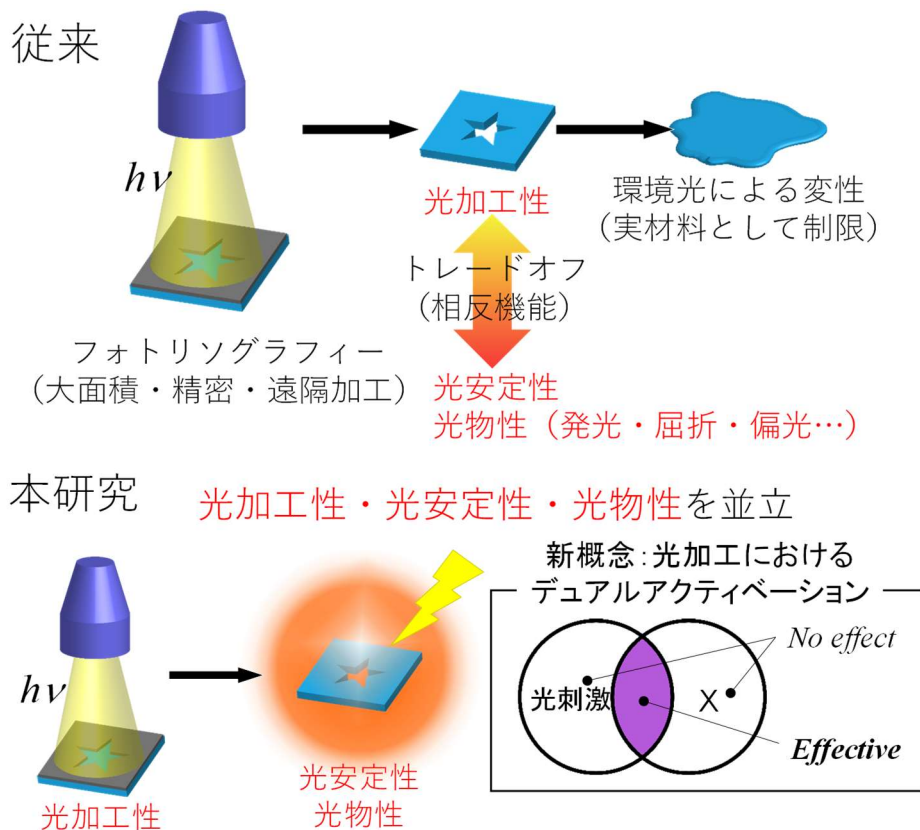 従来
hν
光加工性
環境光による変性
(実材料として制限)
トレードオフ
(相反機能)
フォトリソグラフィー
(大面積・精密・遠隔加工)
光安定性
光物性（発光・屈折・偏光…）
本研究
光加工性・光安定性・光物性を並立
新概念:光加工における
デュアルアクティベーション
hν
光加工性
光安定性
光物性
No effect
光刺激
X
Effective